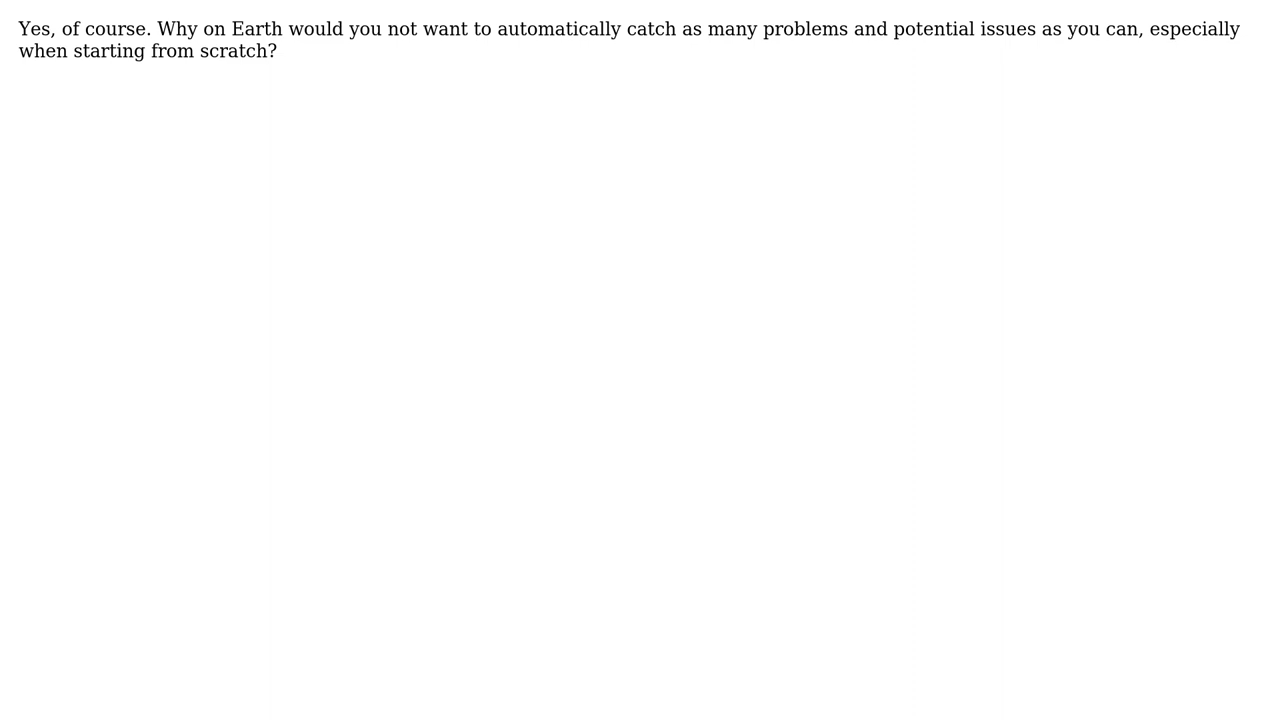 Yes, of course. Why on Earth would you not want to automatically catch as many problems and potential issues as you can, especially
when starting from scratch?